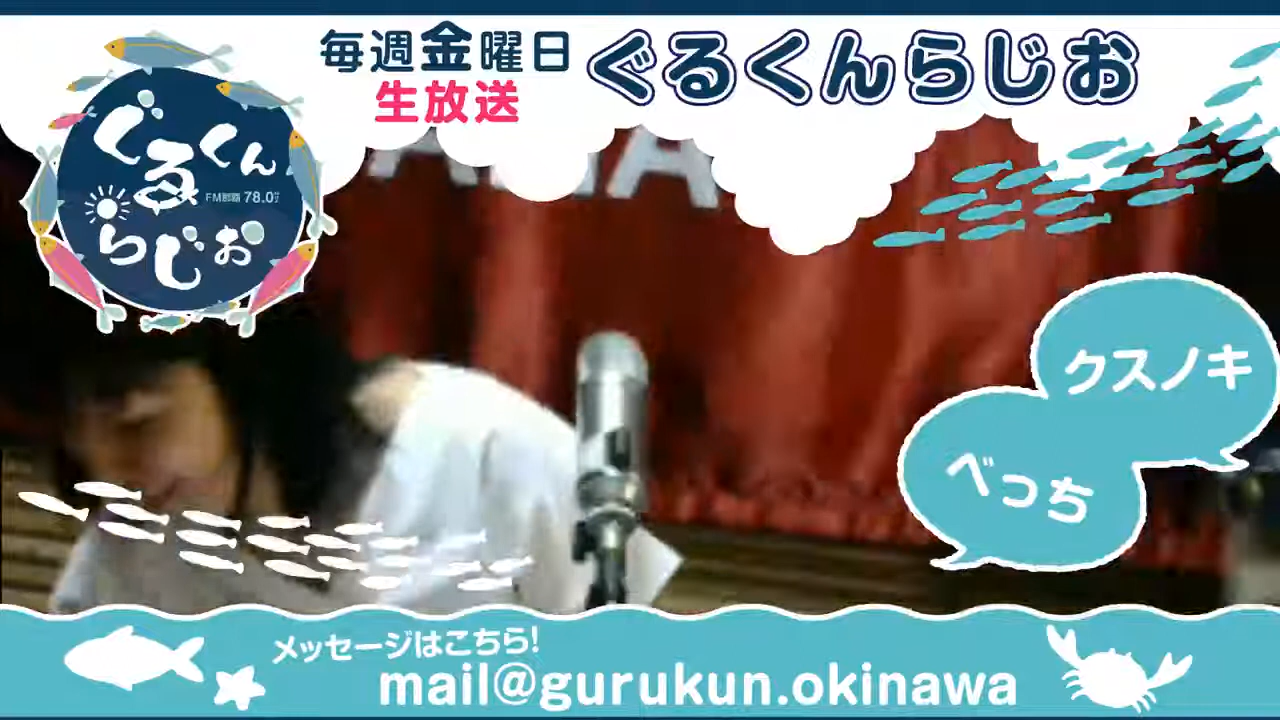 毎週金曜日
生放送
ぐるくんらじお
ぐるくん
FM那覇 78.0
らじお
クスノキ
べっち
メッセージはこちら!
mail@gurukun.okinawa